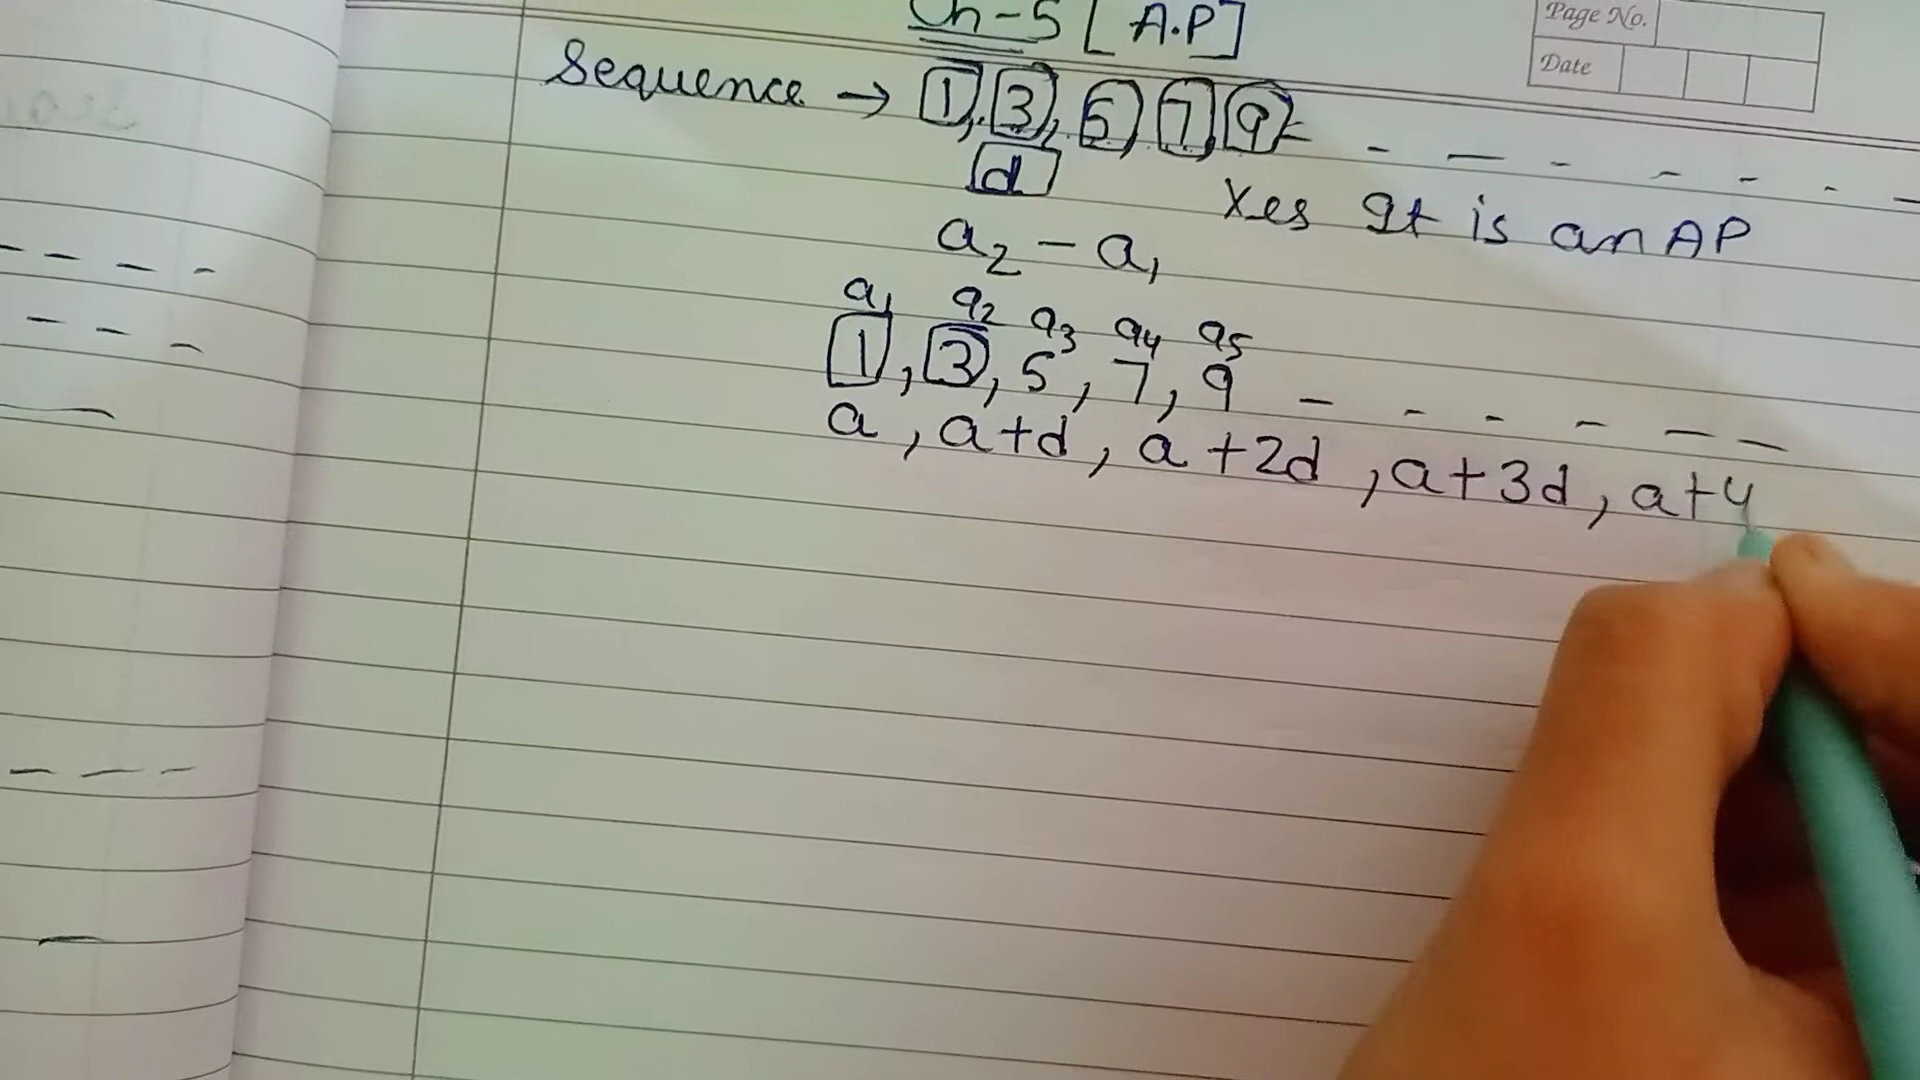 Ch-5 [A.P]
Page No.
Date
Sequence → 1, 3, 5, 7, 9 - - - - - - - -
d
Yes It is an AP
a₂ - a₁
a₁ a₂ a₃ a₄ a₅
1, 3, 5, 7, 9 - - - - - -
a, a+d, a+2d, a+3d, a+4